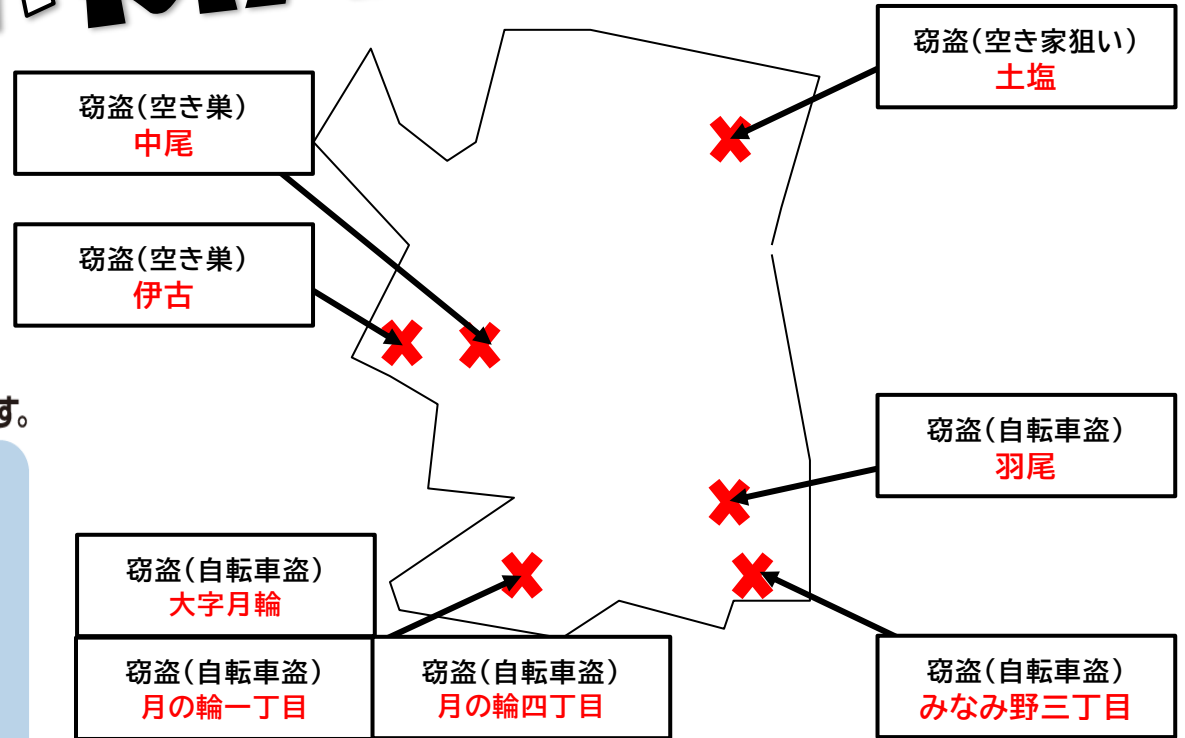 窃盗(空き家狙い)
土塩
窃盗(空き巣)
中尾
窃盗(空き巣)
伊古
す。
窃盗(自転車盗)
羽尾
窃盗(自転車盗)
大字月輪
窃盗(自転車盗)
月の輪一丁目
窃盗(自転車盗)
月の輪四丁目
窃盗(自転車盗)
みなみ野三丁目